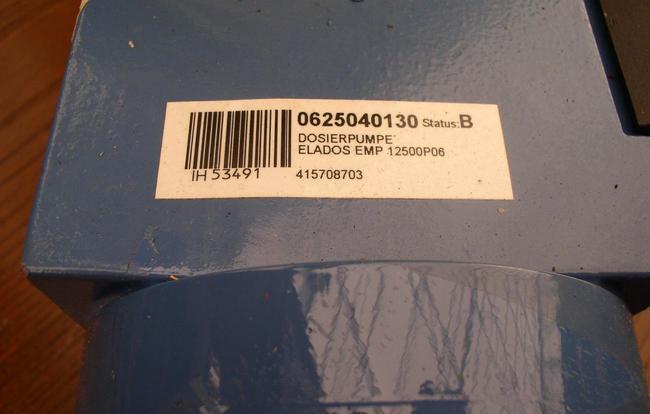 0625040130 Status:B
DOSIERPUMPE
ELADOS EMP 12500P06
IH 53491 415708703